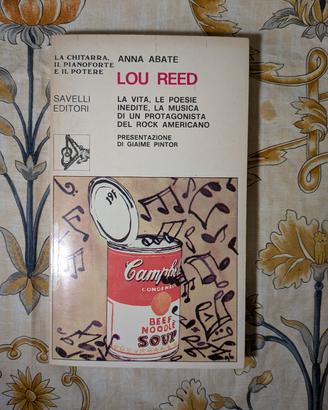 LA CHITARRA,
IL PIANOFORTE
E IL POTERE
ANNA ABATE
LOU REED
SAVELLI
EDITORI
LA VITA, LE POESIE
INEDITE, LA MUSICA
DI UN PROTAGONISTA
DEL ROCK AMERICANO
PRESENTAZIONE
DI GIAIME PINTOR
Campbell's
CONDENSED
BEEF
NOODLE
SOUP